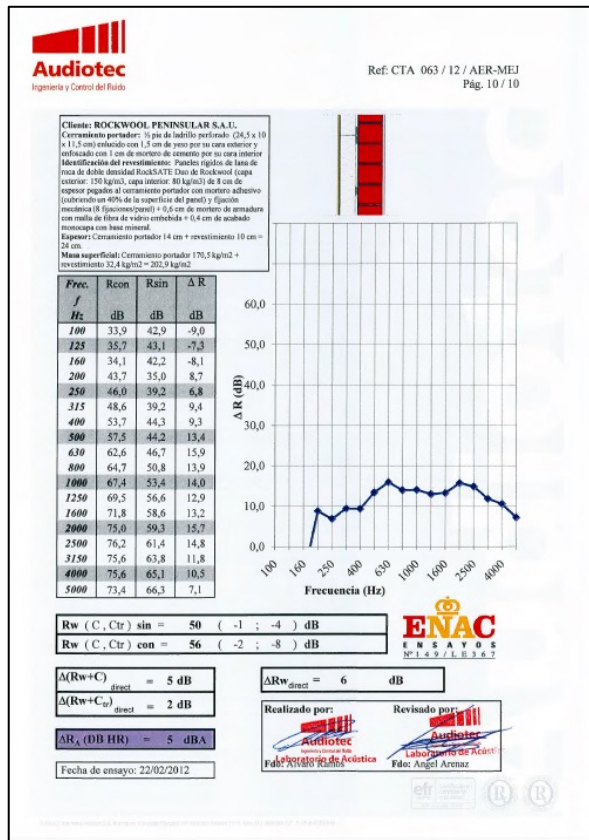 Audiotec
Ingeniería y Control del Ruido
Ref: CTA 063 / 12 / AER-MEJ
Pág. 10 / 10
Cliente: ROCKWOOL PENINSULAR S.A.U.
Cerramiento portador: ½ pie de ladrillo perforado (24,5 x 10
x 11,5 cm) enlucido con 1,5 cm de yeso por su cara exterior y
enfoscado con 1 cm de mortero de cemento por su cara interior
Identificación del revestimiento: Paneles rígidos de lana de
roca de doble densidad RockSATE Duo de Rockwool (capa
exterior: 150 kg/m3, capa interior: 80 kg/m3) de 8 cm de
espesor pegados al cerramiento portador con mortero adhesivo
(cubriendo un 40% de la superficie del panel) y fijación
mecánica (8 fijaciones/panel) + 0,6 cm de mortero de armadura
con malla de fibra de vidrio embebida + 0,4 cm de acabado
monocapa con base mineral.
Espesor: Cerramiento portador 14 cm + revestimiento 10 cm =
24 cm
Masa superficial: Cerramiento portador 170,5 kg/m2 +
revestimiento 32,4 kg/m2 = 202,9 kg/m2
Frec. Rcon Rsin Δ R
f
Hz dB dB dB
100 33,9 42,9 -9,0
125 35,7 43,1 -7,3
160 34,1 42,2 -8,1
200 43,7 35,0 8,7
250 46,0 39,2 6,8
315 48,6 39,2 9,4
400 53,7 44,3 9,3
500 57,5 44,2 13,4
630 62,6 46,7 15,9
800 64,7 50,8 13,9
1000 67,4 53,4 14,0
1250 69,5 56,6 12,9
1600 71,8 58,6 13,2
2000 75,0 59,3 15,7
2500 76,2 61,4 14,8
3150 75,6 63,8 11,8
4000 75,6 65,1 10,5
5000 73,4 66,3 7,1
Δ R (dB)
60,0
50,0
40,0
30,0
20,0
10,0
0,0
100 160 250 400 630 1000 1600 2500 4000
Frecuencia (Hz)
Rw ( C , Ctr ) sin = 50 ( -1 ; -4 ) dB
Rw ( C , Ctr ) con = 56 ( -2 ; -8 ) dB
ENAC
ENSAYOS
Nº 149 / LE 367
Δ(Rw+C) direct = 5 dB
Δ(Rw+Ctr) direct = 2 dB
ΔRw direct = 6 dB
ΔRA (DB HR) = 5 dBA
Fecha de ensayo: 22/02/2012
Realizado por:
Audiotec
Ingeniería y Control del Ruido
Laboratorio de Acústica
Fdo: Alvaro Ramos
Revisado por:
Audiotec
Laboratorio de Acústica
Fdo: Angel Arenaz
efr